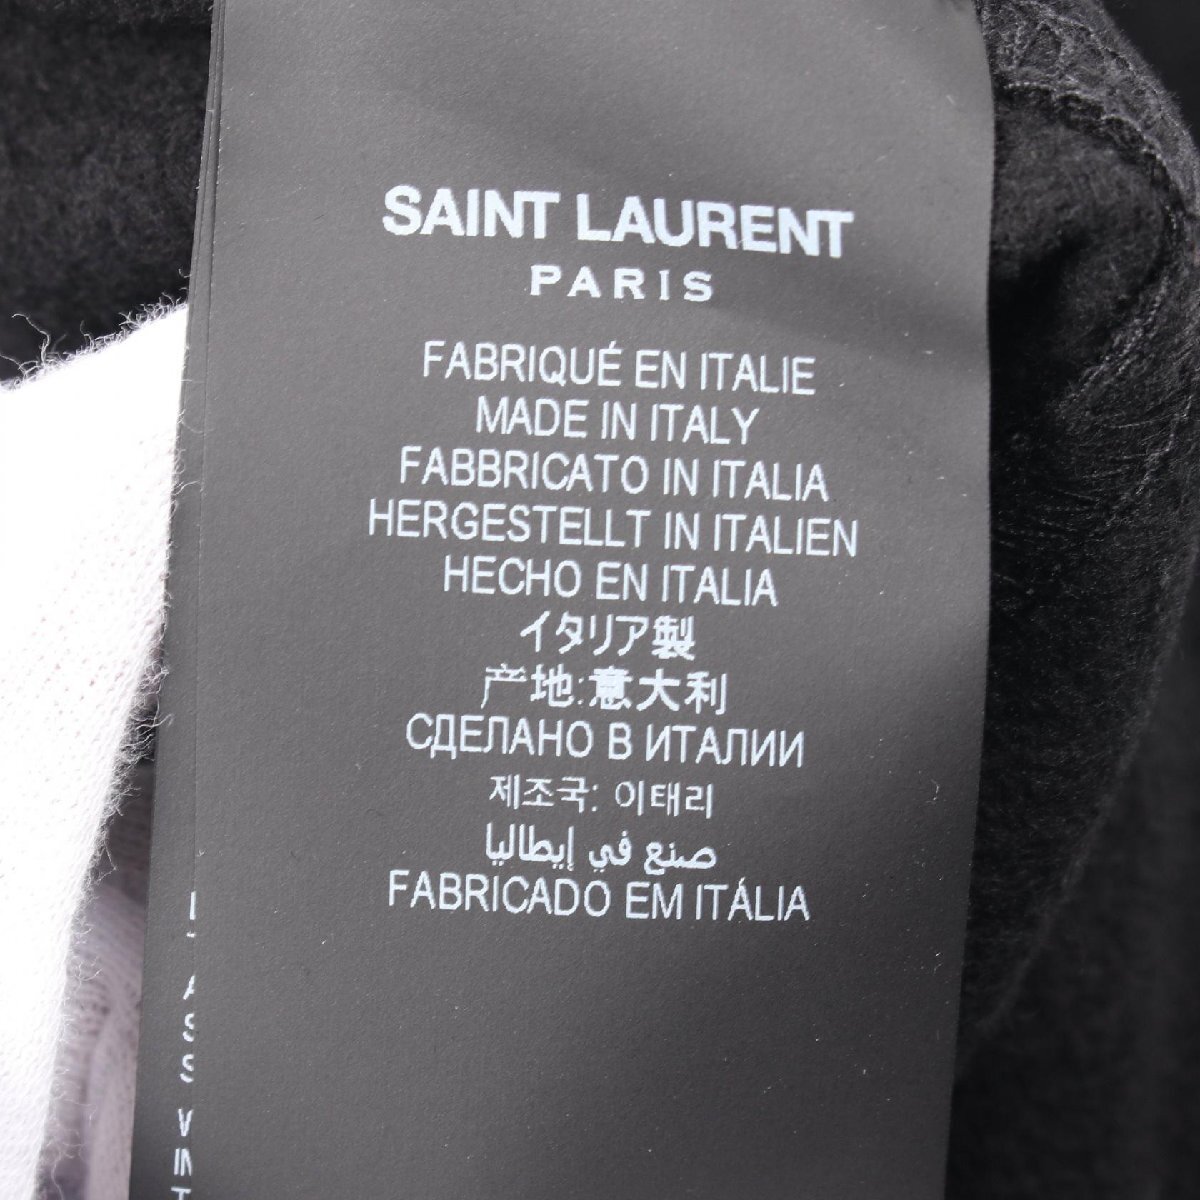 SAINT LAURENT
PARIS
FABRIQUÉ EN ITALIE
MADE IN ITALY
FABBRICATO IN ITALIA
HERGESTELLT IN ITALIEN
HECHO EN ITALIA
イタリア製
产地:意大利
СДЕЛАНО В ИТАЛИИ
제조국: 이태리
صنع في إيطاليا
FABRICADO EM ITÁLIA